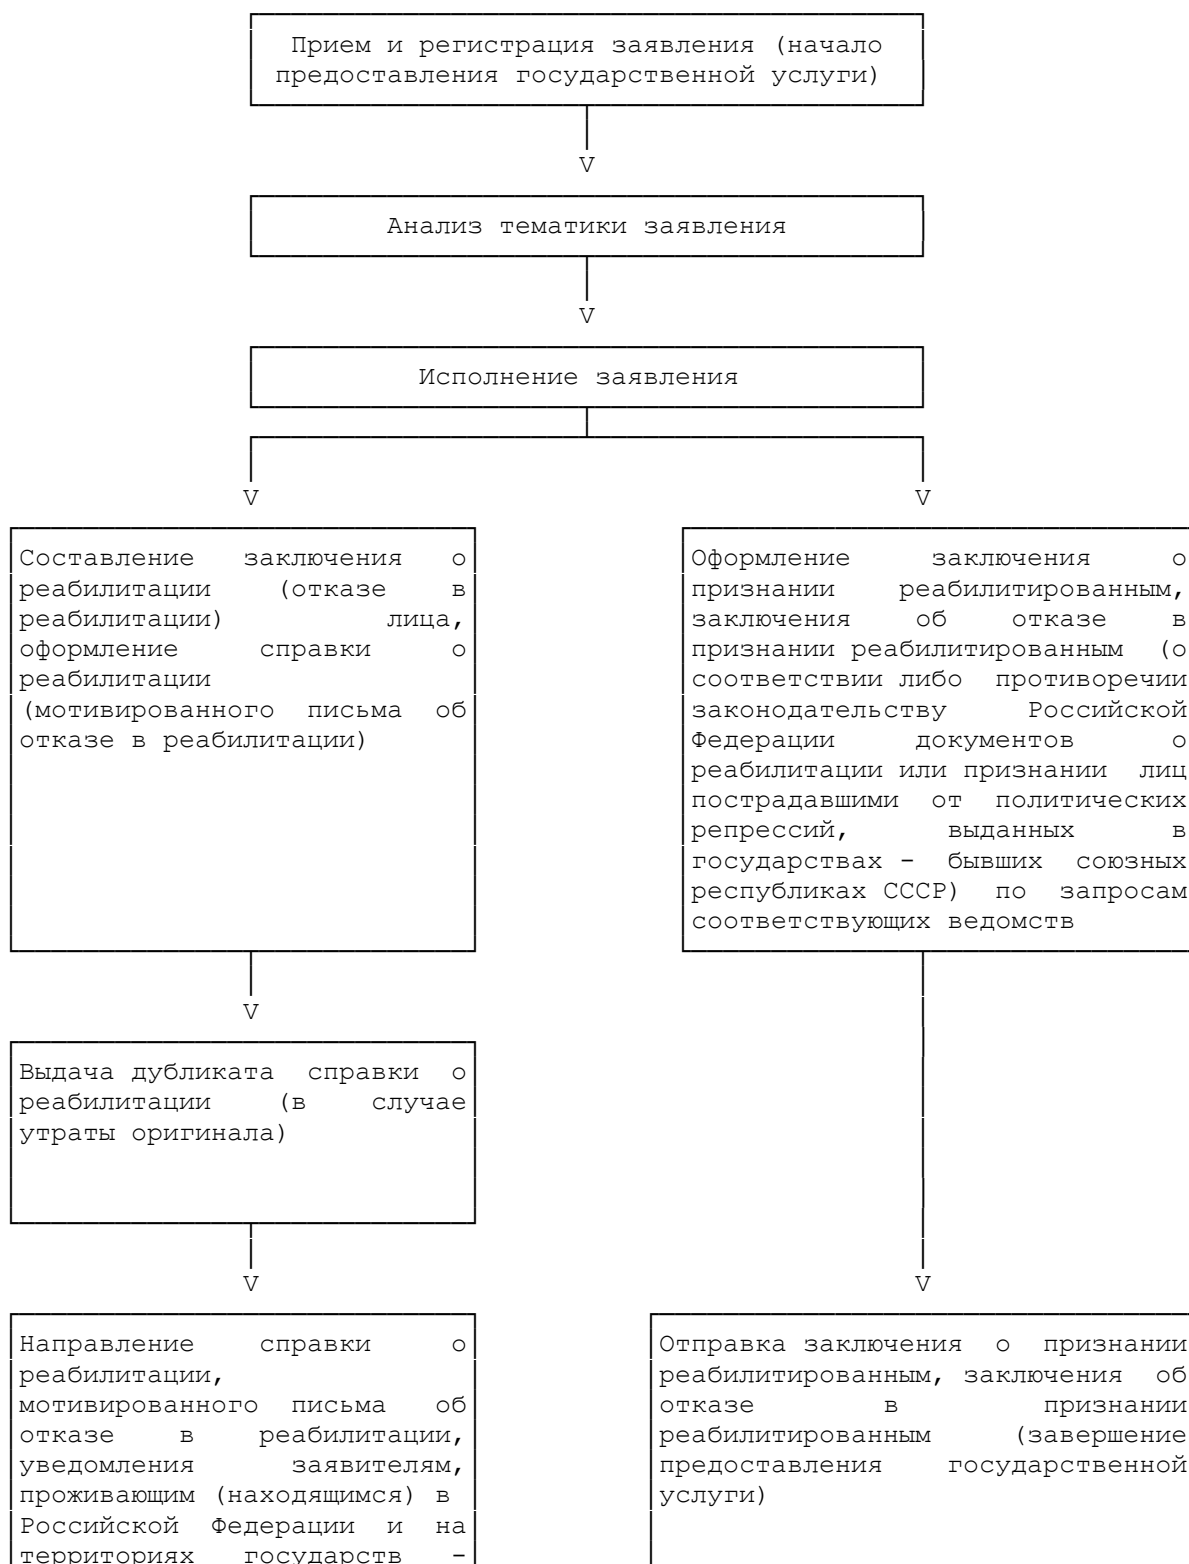 Прием и регистрация заявления (начало
предоставления государственной услуги)
V
Анализ тематики заявления
V
Исполнение заявления
V
V
Составление заключения о
реабилитации (отказе в
реабилитации) лица,
оформление справки о
реабилитации
(мотивированного письма об
отказе в реабилитации)
Оформление заключения о
признании реабилитированным,
заключения об отказе в
признании реабилитированным (о
соответствии либо противоречии
законодательству Российской
Федерации документов о
реабилитации или признании лиц
пострадавшими от политических
репрессий, выданных в
государствах - бывших союзных
республиках СССР) по запросам
соответствующих ведомств
V
Выдача дубликата справки о
реабилитации (в случае
утраты оригинала)
V
V
Направление справки о
реабилитации,
мотивированного письма об
отказе в реабилитации,
уведомления заявителям,
проживающим (находящимся) в
Российской Федерации и на
территориях государств -
Отправка заключения о признании
реабилитированным, заключения об
отказе в признании
реабилитированным (завершение
предоставления государственной
услуги)